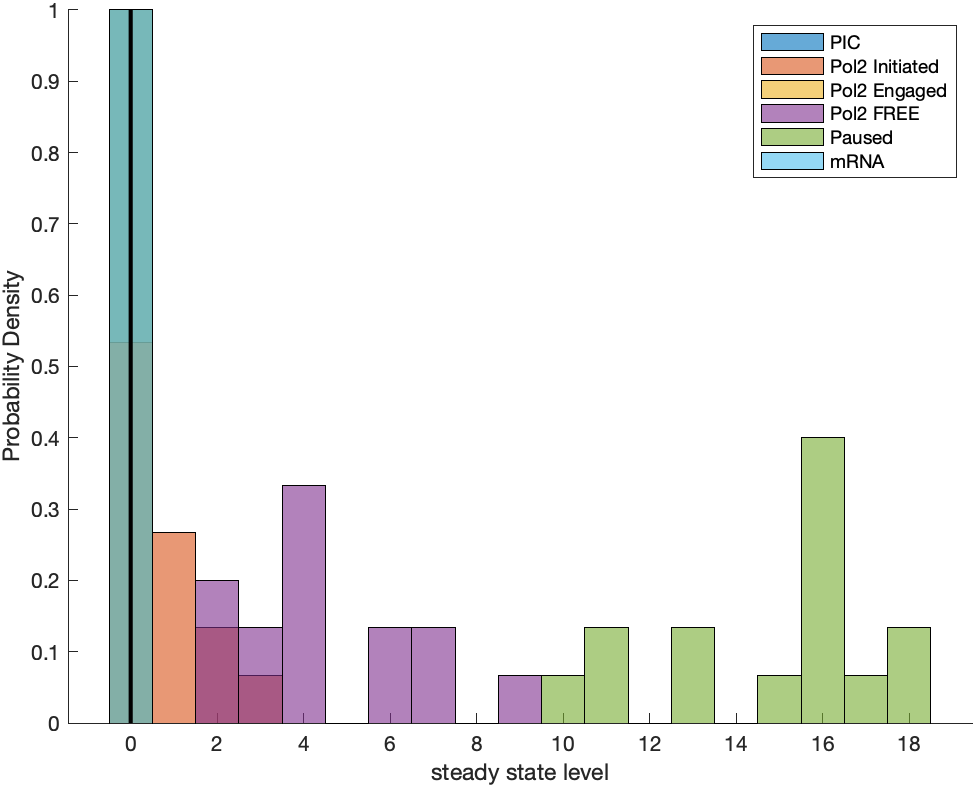 1
0.9
0.8
0.7
0.6
0.5
0.4
0.3
0.2
0.1
0
Probability Density
PIC
Pol2 Initiated
Pol2 Engaged
Pol2 FREE
Paused
mRNA
0 2 4 6 8 10 12 14 16 18
steady state level